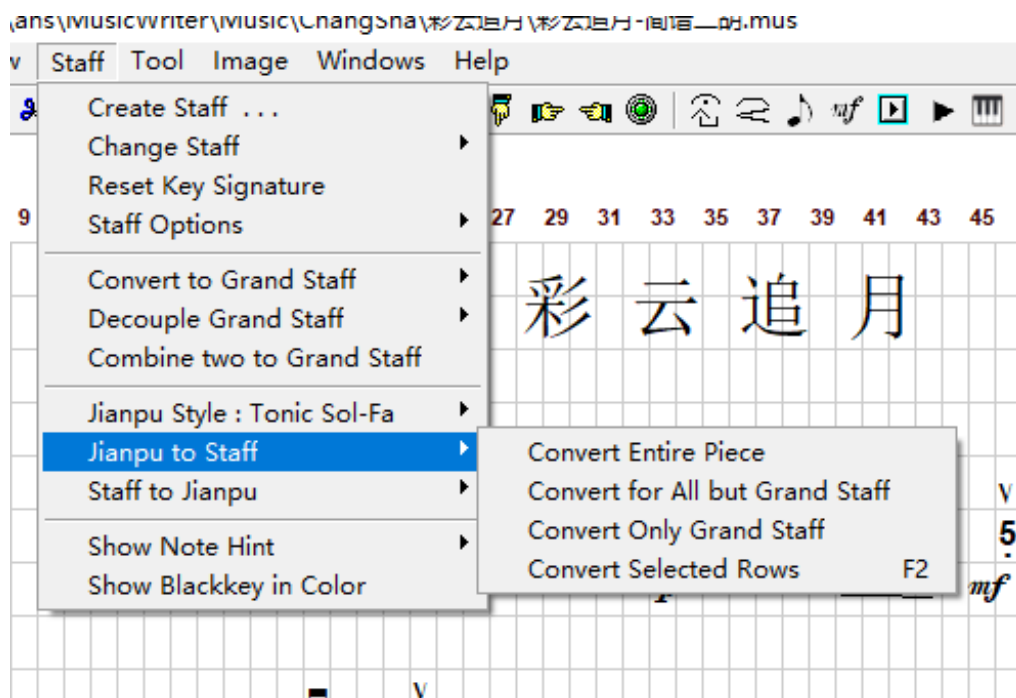 \ans\MusicWriter\Music\ChangSha\彩云追月\彩云追月-简谱二胡.mus
w Staff Tool Image Windows Help
Create Staff ...
Change Staff
Reset Key Signature
Staff Options
Convert to Grand Staff
Decouple Grand Staff
Combine two to Grand Staff
Jianpu Style : Tonic Sol-Fa
Jianpu to Staff
Staff to Jianpu
Show Note Hint
Show Blackkey in Color
Convert Entire Piece
Convert for All but Grand Staff
Convert Only Grand Staff
Convert Selected Rows F2
mf
9 27 29 31 33 35 37 39 41 43 45
彩云追月
V
5
mf
V